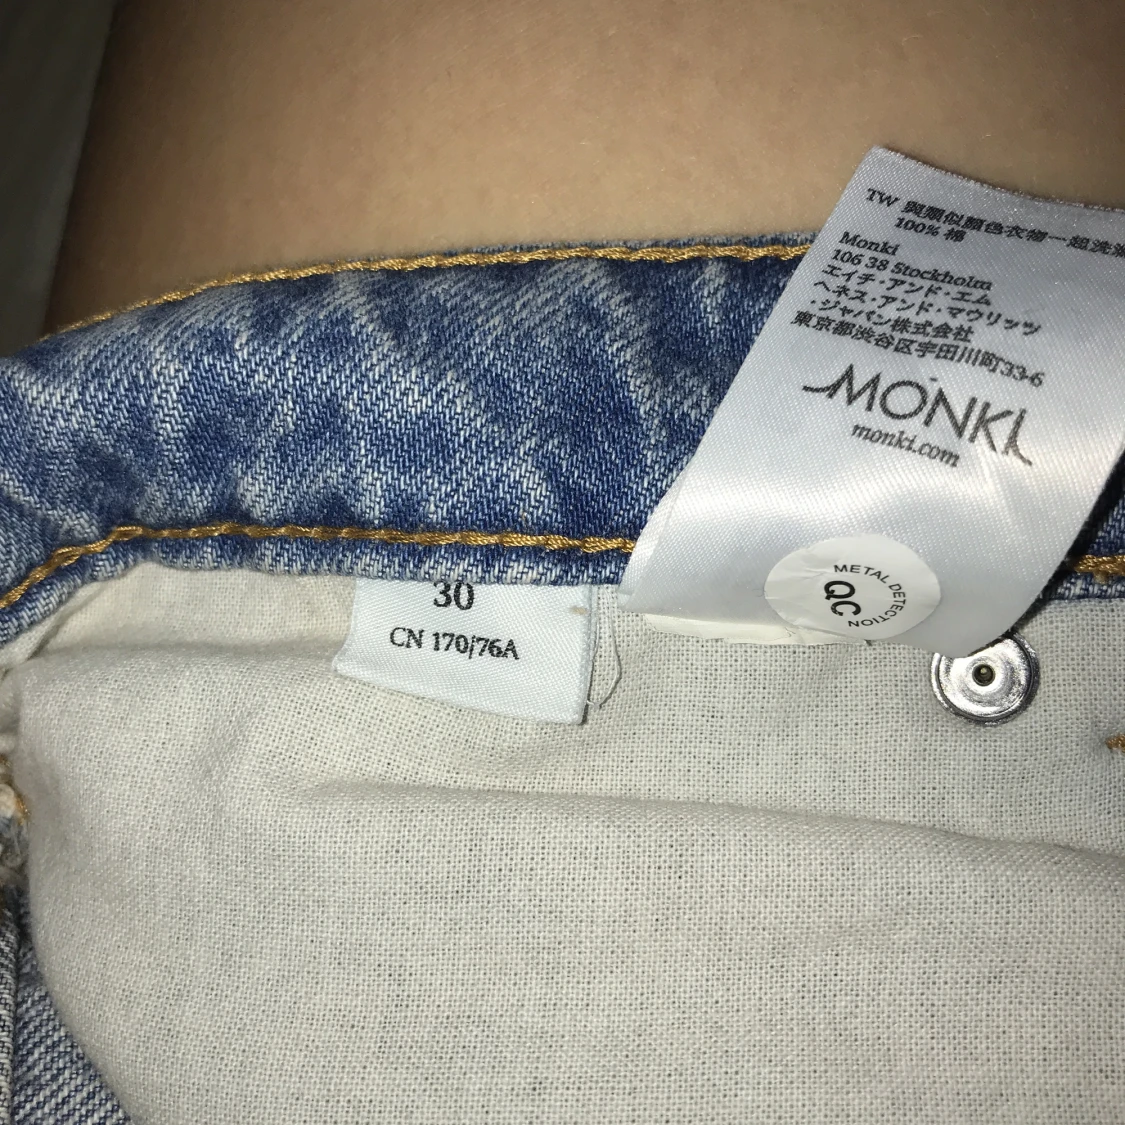 TW 與類似顏色衣物一起洗滌
100% 棉
Monki
106 38 Stockholm
エイチ・アンド・エム
ヘネス・アンド・マウリッツ
・ジャパン株式会社
東京都渋谷区宇田川町33-6
MONKI
monki.com
METAL DETECTION
QC
30
CN 170/76A